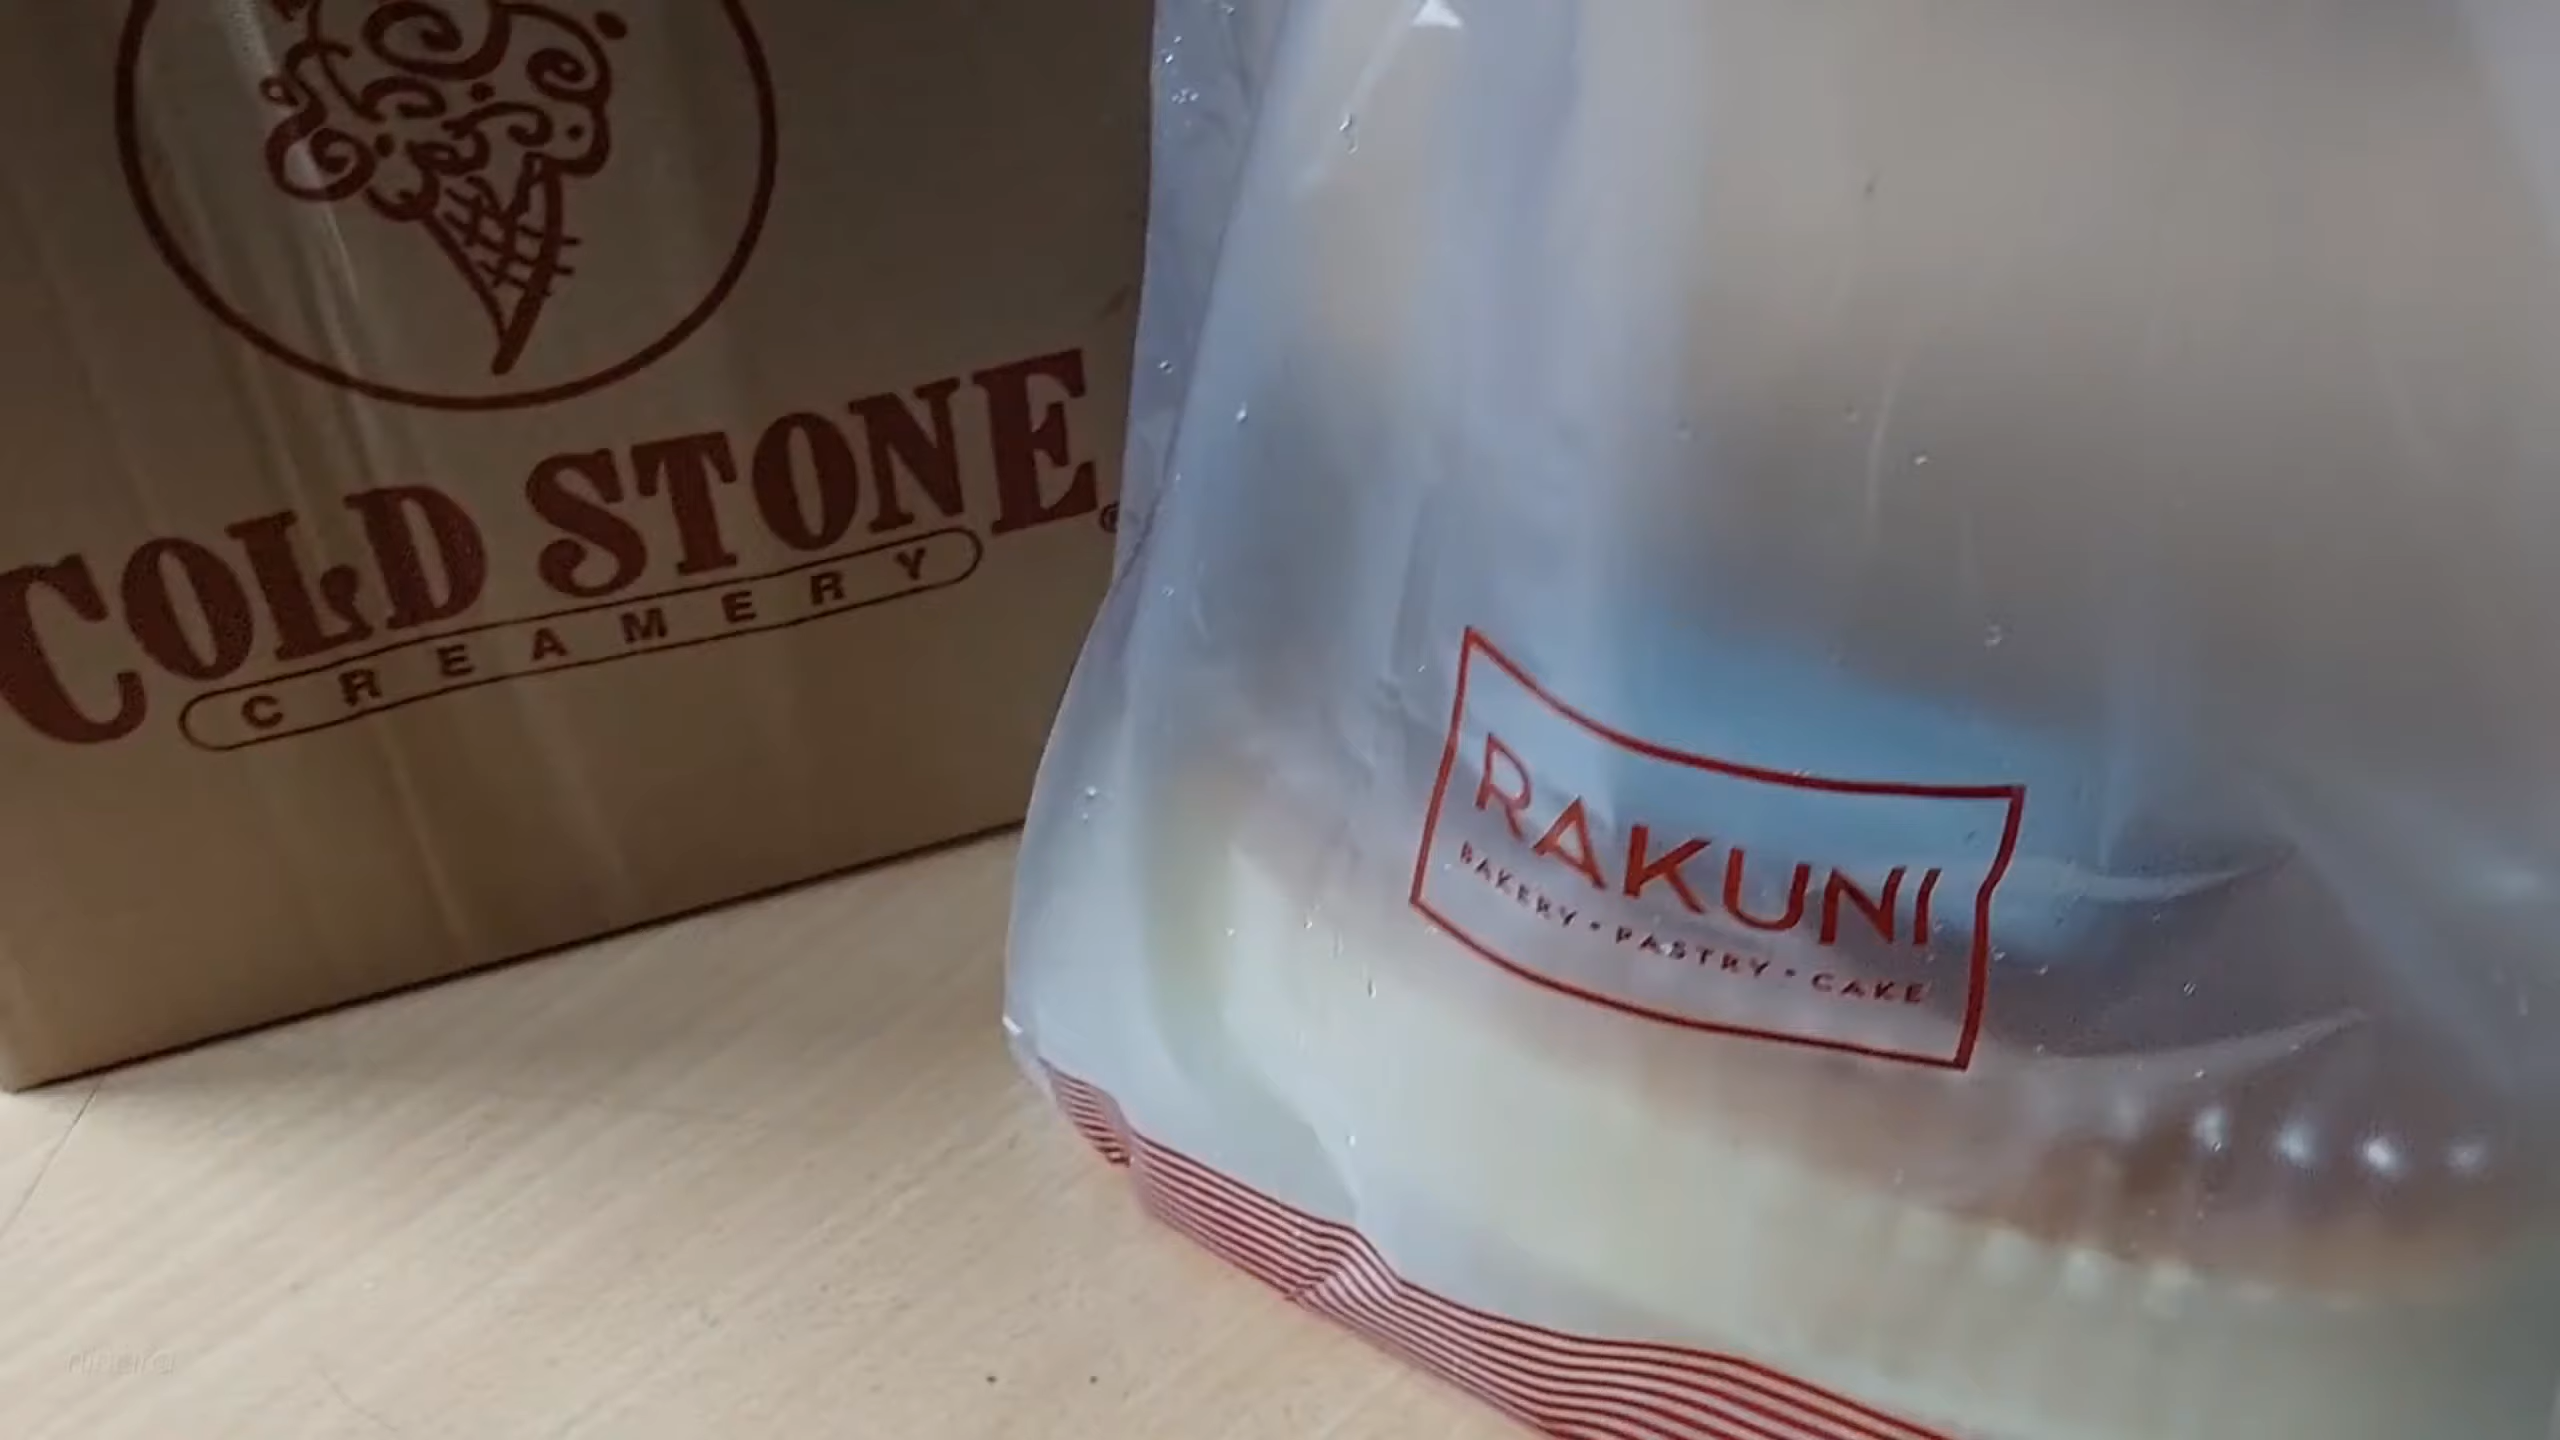 COLD STONE
CREAMERY
RAKUNI
BAKERY • PASTRY • CAKE